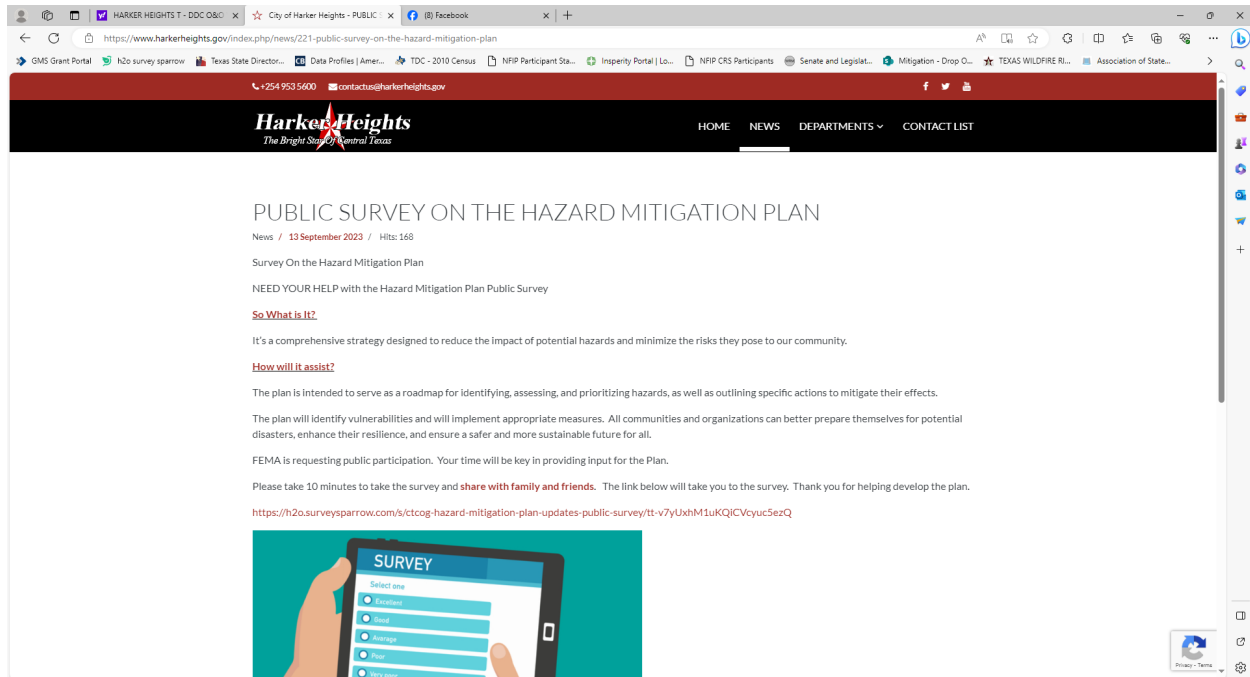 HARKER HEIGHTS T - DDC O&O
City of Harker Heights - PUBLIC S
(8) Facebook
https://www.harkerheights.gov/index.php/news/221-public-survey-on-the-hazard-mitigation-plan
GMS Grant Portal
h2o survey sparrow
Texas State Director...
Data Profiles | Amer...
TDC - 2010 Census
NFIP Participant Sta...
Insperity Portal | Lo...
NFIP CRS Participants
Senate and Legislat...
Mitigation - Drop O...
TEXAS WILDFIRE RI...
Association of State...
+254 953 5600 contactus@harkerheights.gov
Harker Heights
The Bright Star Of Central Texas
HOME NEWS DEPARTMENTS CONTACT LIST
PUBLIC SURVEY ON THE HAZARD MITIGATION PLAN
News / 13 September 2023 / Hits: 168
Survey On the Hazard Mitigation Plan
NEED YOUR HELP with the Hazard Mitigation Plan Public Survey
So What is It?
It's a comprehensive strategy designed to reduce the impact of potential hazards and minimize the risks they pose to our community.
How will it assist?
The plan is intended to serve as a roadmap for identifying, assessing, and prioritizing hazards, as well as outlining specific actions to mitigate their effects.
The plan will identify vulnerabilities and will implement appropriate measures. All communities and organizations can better prepare themselves for potential
disasters, enhance their resilience, and ensure a safer and more sustainable future for all.
FEMA is requesting public participation. Your time will be key in providing input for the Plan.
Please take 10 minutes to take the survey and share with family and friends. The link below will take you to the survey. Thank you for helping develop the plan.
https://h2o.surveysparrow.com/s/ctcog-hazard-mitigation-plan-updates-public-survey/tt-v7yUxhM1uKQiCVcyuc5ezQ
SURVEY
Select one
Excellent
Good
Average
Poor
Very poor
Privacy - Terms